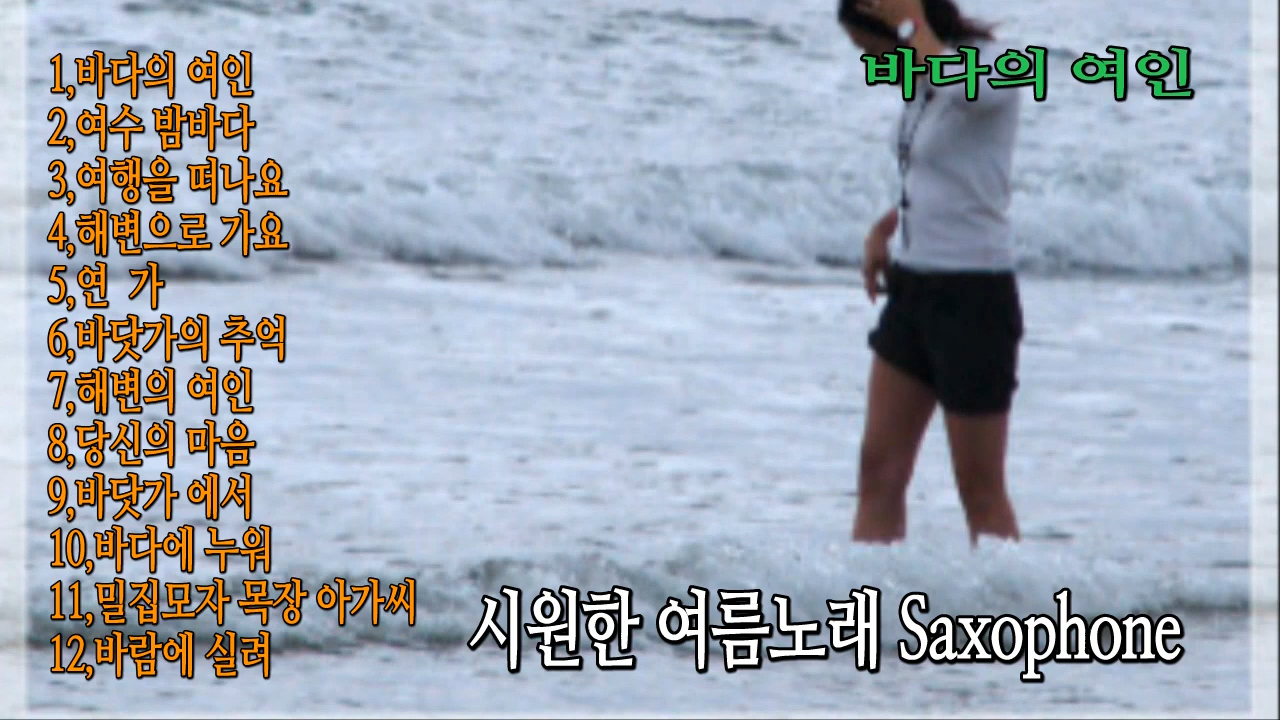 1,바다의 여인
2,여수 밤바다
3,여행을 떠나요
4,해변으로 가요
5,연 가
6,바닷가의 추억
7,해변의 여인
8,당신의 마음
9,바닷가 에서
10,바다에 누워
11,밀집모자 목장 아가씨
12,바람에 실려
바다의 여인
시원한 여름노래 Saxophone